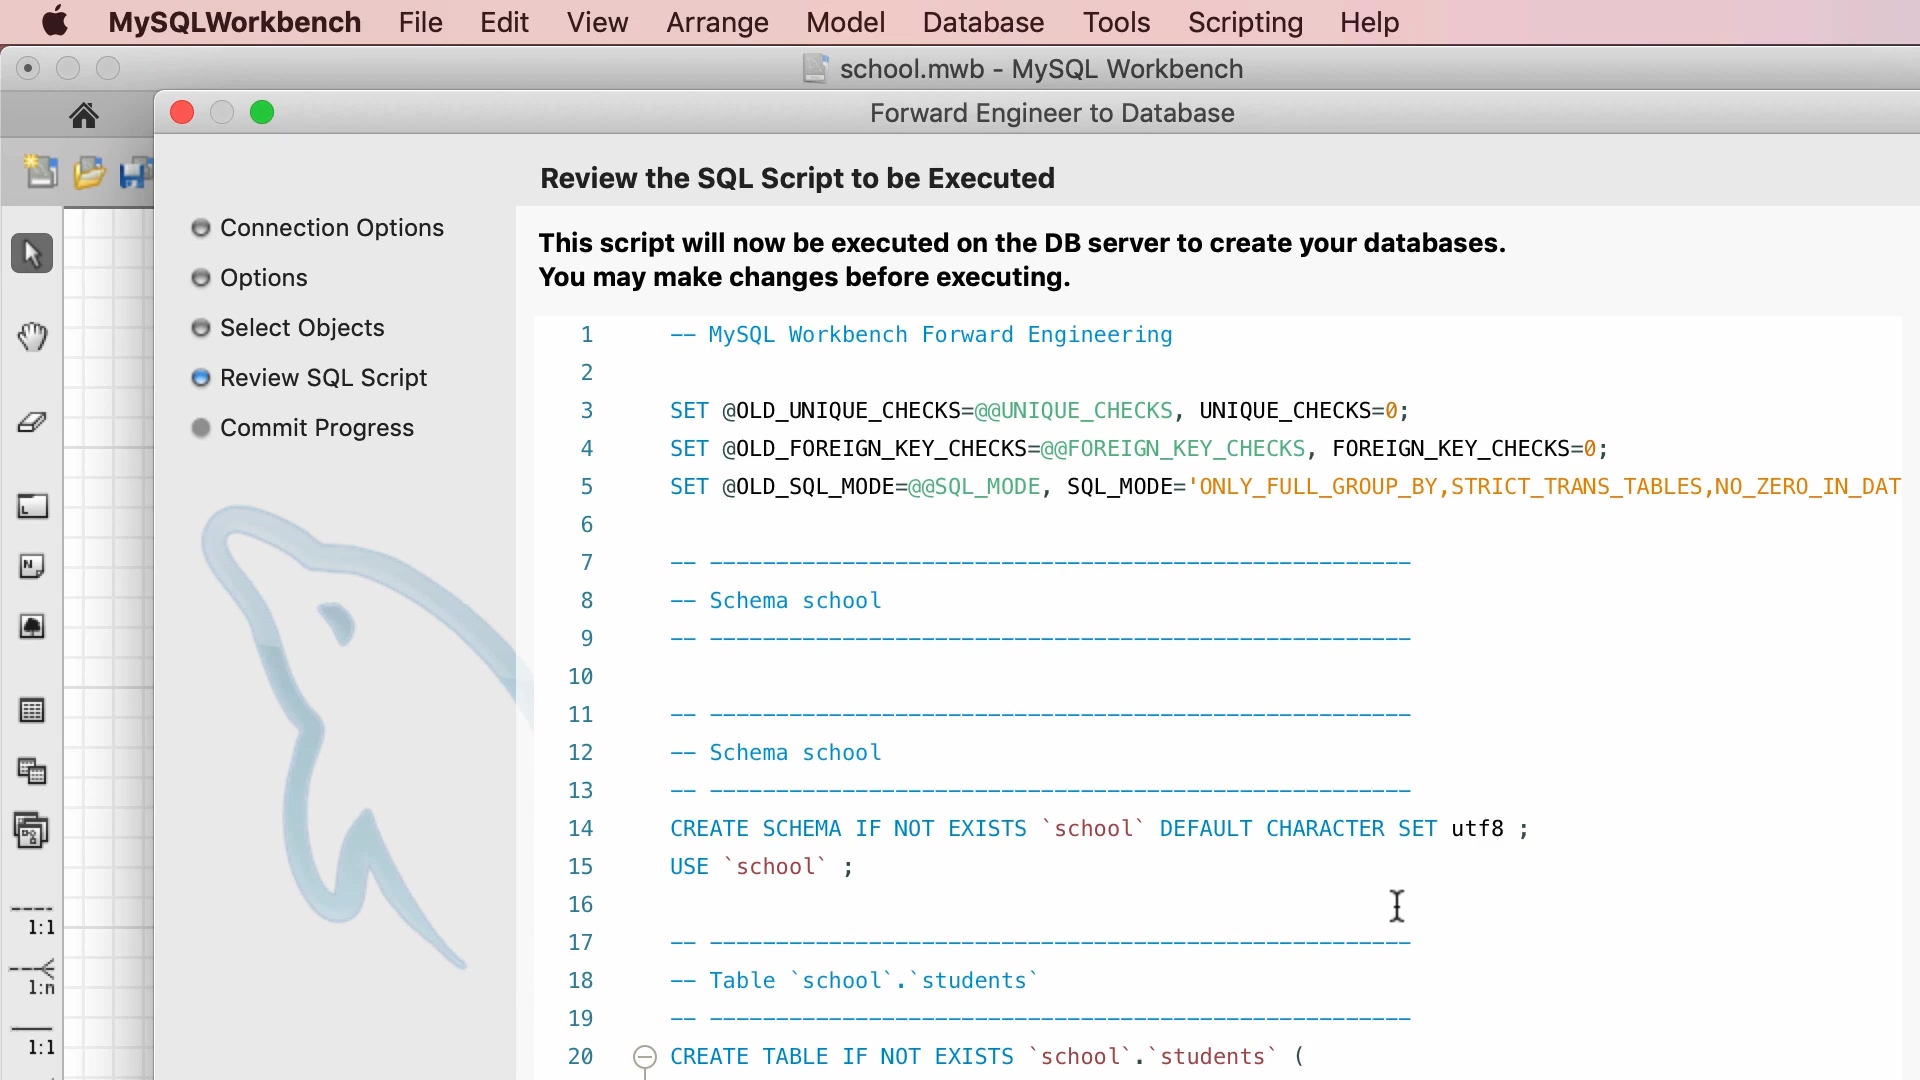 MySQLWorkbench File Edit View Arrange Model Database Tools Scripting Help
school.mwb - MySQL Workbench
Forward Engineer to Database
Review the SQL Script to be Executed
Connection Options
Options
Select Objects
Review SQL Script
Commit Progress
This script will now be executed on the DB server to create your databases.
You may make changes before executing.
1 -- MySQL Workbench Forward Engineering
2
3 SET @OLD_UNIQUE_CHECKS=@@UNIQUE_CHECKS, UNIQUE_CHECKS=0;
4 SET @OLD_FOREIGN_KEY_CHECKS=@@FOREIGN_KEY_CHECKS, FOREIGN_KEY_CHECKS=0;
5 SET @OLD_SQL_MODE=@@SQL_MODE, SQL_MODE='ONLY_FULL_GROUP_BY,STRICT_TRANS_TABLES,NO_ZERO_IN_DAT
6
7 -- -----------------------------------------------------
8 -- Schema school
9 -- -----------------------------------------------------
10
11 -- -----------------------------------------------------
12 -- Schema school
13 -- -----------------------------------------------------
14 CREATE SCHEMA IF NOT EXISTS `school` DEFAULT CHARACTER SET utf8 ;
15 USE `school` ;
16
17 -- -----------------------------------------------------
18 -- Table `school`.`students`
19 -- -----------------------------------------------------
20 CREATE TABLE IF NOT EXISTS `school`.`students` (
1:1
1:n
1:1